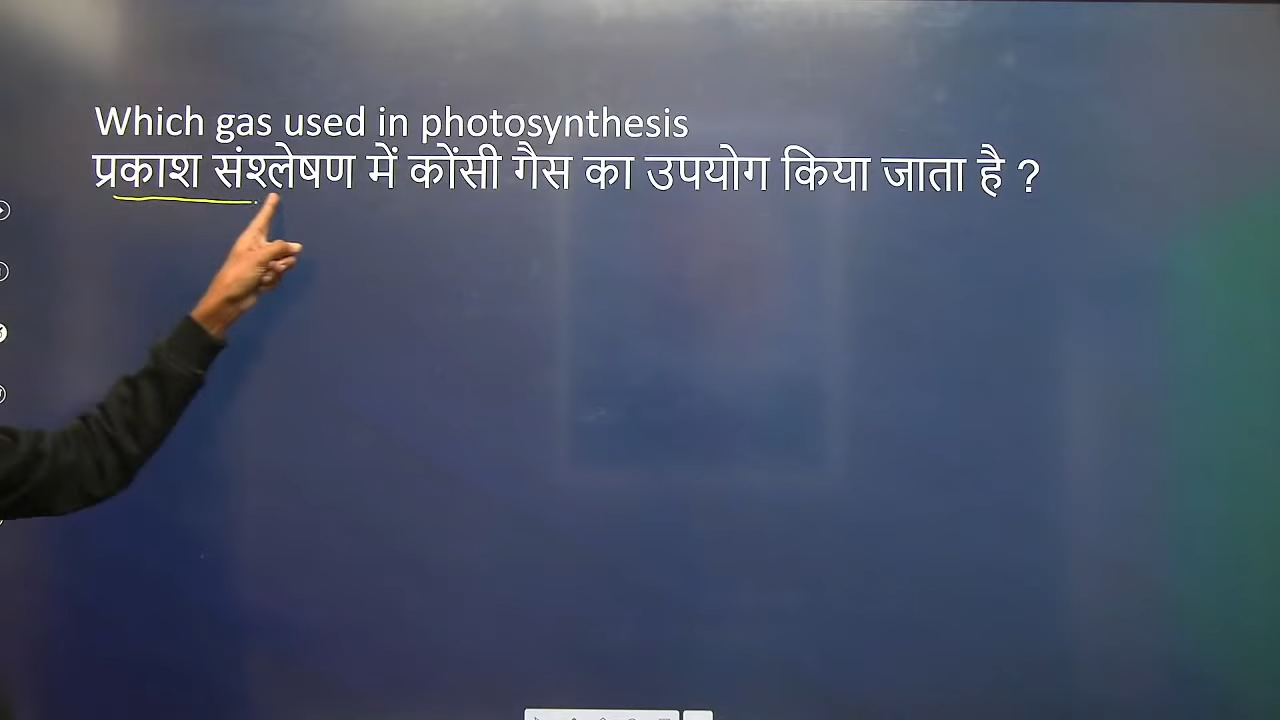 Which gas used in photosynthesis
प्रकाश संश्लेषण में कोंसी गैस का उपयोग किया जाता है ?